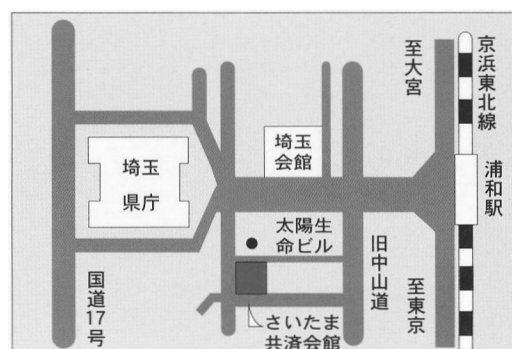 至大宮
京浜東北線
埼玉
会館
埼玉
県庁
浦和駅
太陽生
命ビル
旧中山道
国道17号
至東京
さいたま
共済会館